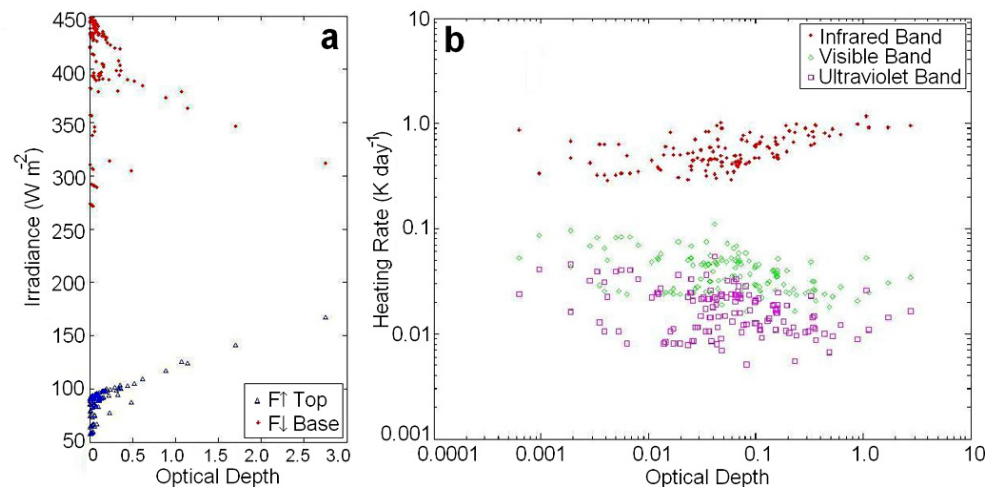 a
450
400
350
300
250
200
150
100
50
Irradiance (W m⁻²)
0
0.5
1.0
1.5
2.0
2.5
3.0
Optical Depth
F↑ Top
F↓ Base
b
10
1.0
0.1
0.01
0.001
Heating Rate (K day⁻¹)
0.0001
0.001
0.01
0.1
1.0
10
Optical Depth
Infrared Band
Visible Band
Ultraviolet Band